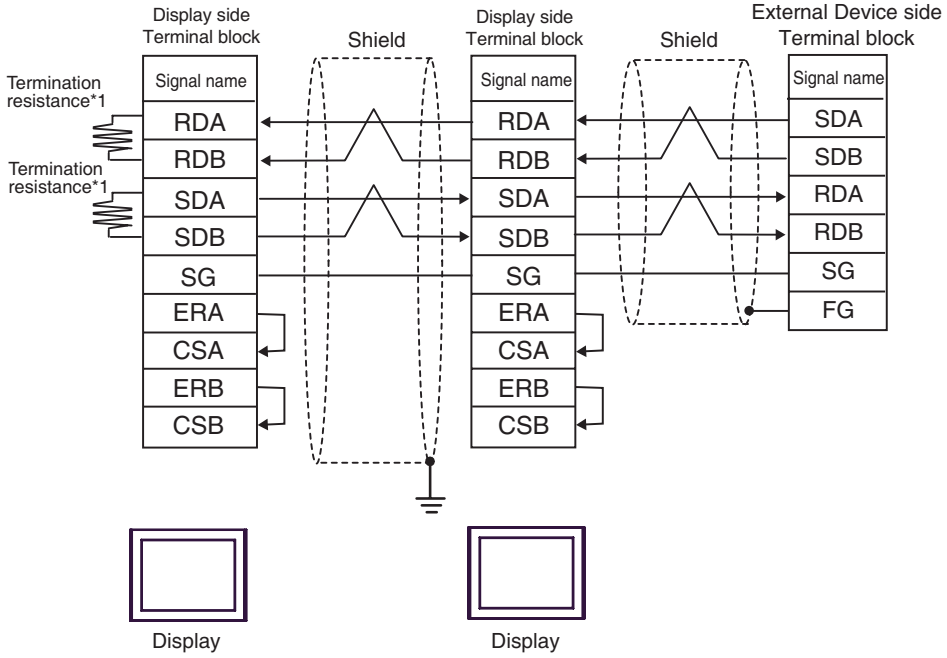 Display side
Terminal block
Shield
Display side
Terminal block
Shield
External Device side
Terminal block
Termination
resistance*1
Termination
resistance*1
Signal name
RDA
RDB
SDA
SDB
SG
ERA
CSA
ERB
CSB
Signal name
RDA
RDB
SDA
SDB
SG
ERA
CSA
ERB
CSB
Signal name
SDA
SDB
RDA
RDB
SG
FG
Display
Display